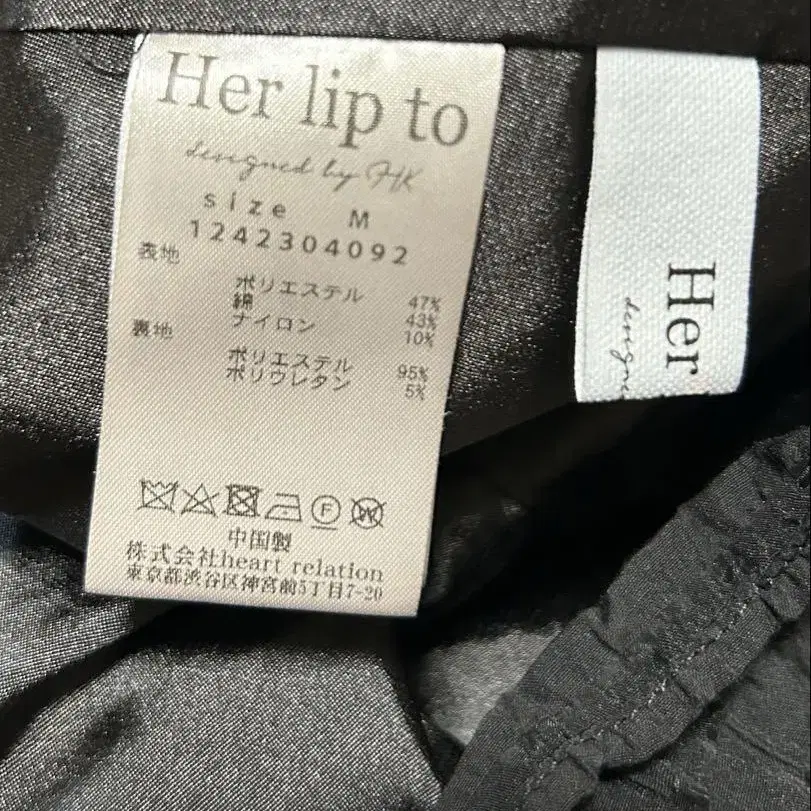 Her lip to
designed by HK
size M
1242304092
表地
ポリエステル 47%
綿 43%
ナイロン 10%
裏地
ポリエステル 95%
ポリウレタン 5%
F
W
中国製
株式会社heart relation
東京都渋谷区神宮前5丁目7-20
Her
designe